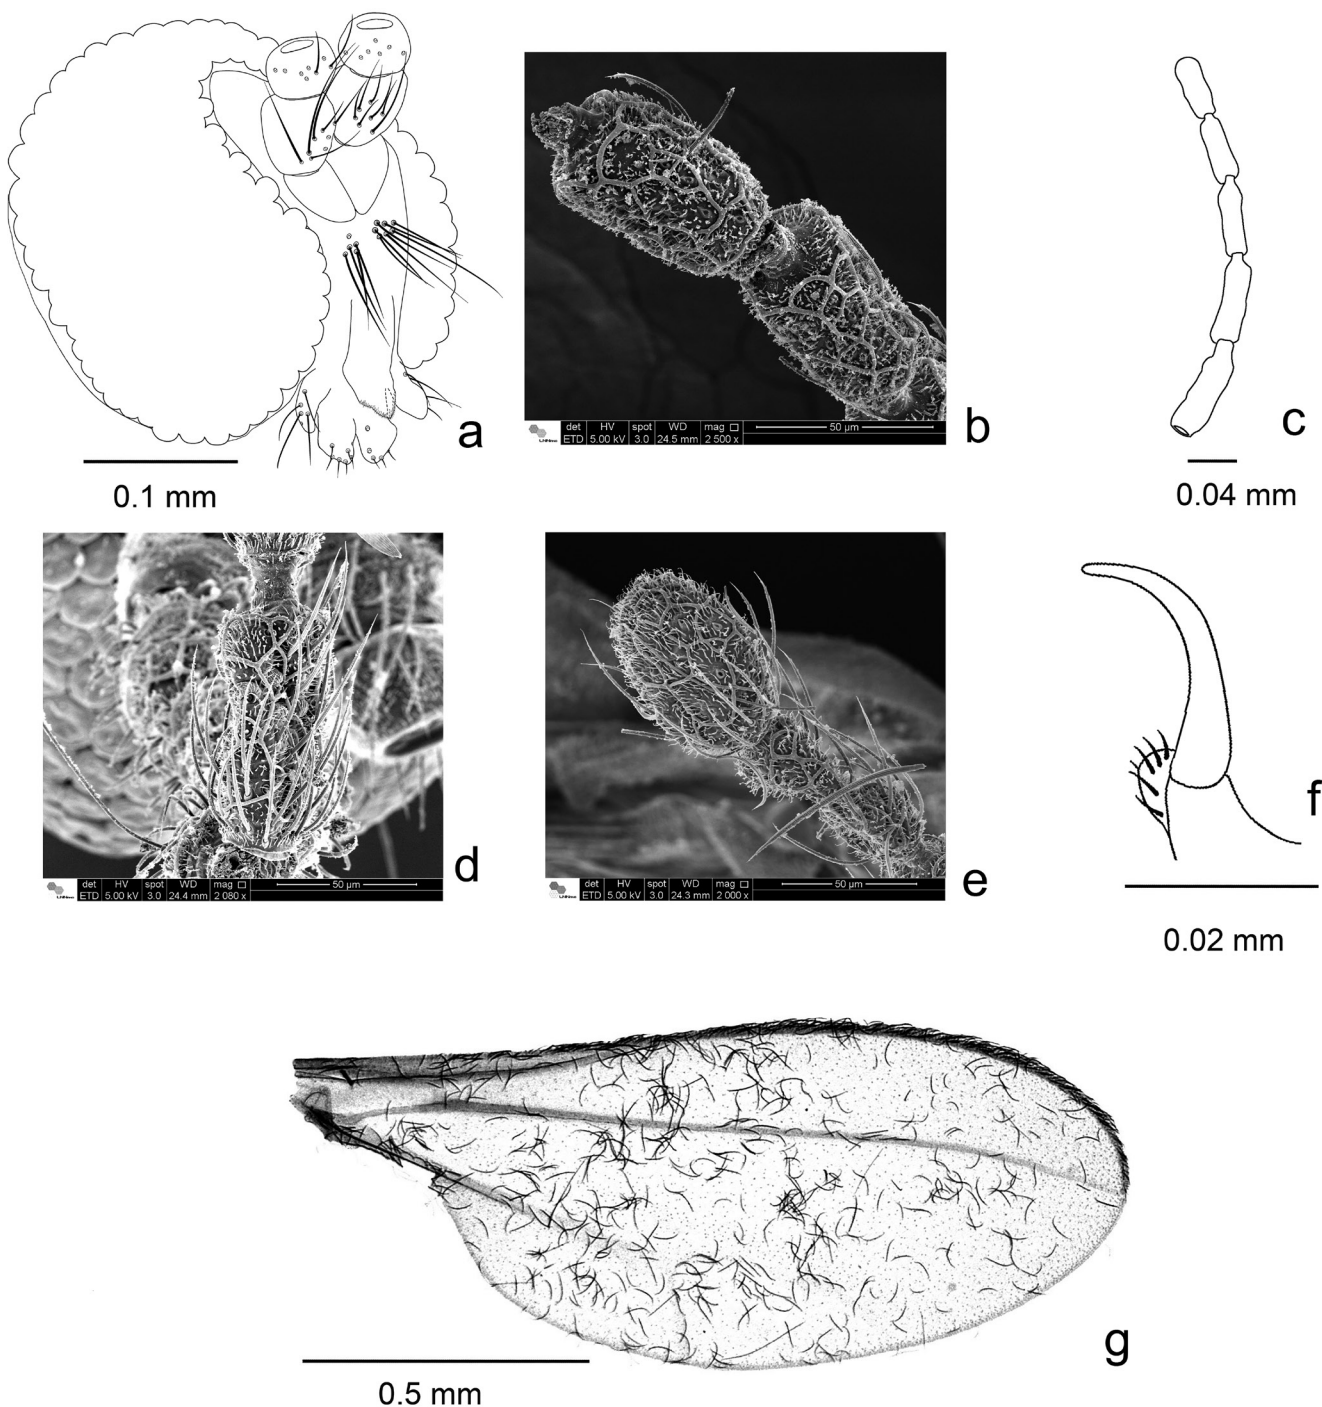 a
0.1 mm
det HV spot WD mag □ 50 µm
ETD 5.00 kV 3.0 24.5 mm 2 500 x
b
c
0.04 mm
det HV spot WD mag □ 50 µm
ETD 5.00 kV 3.0 24.4 mm 2 080 x
d
det HV spot WD mag □ 50 µm
ETD 5.00 kV 3.0 24.3 mm 2 000 x
e
f
0.02 mm
g
0.5 mm